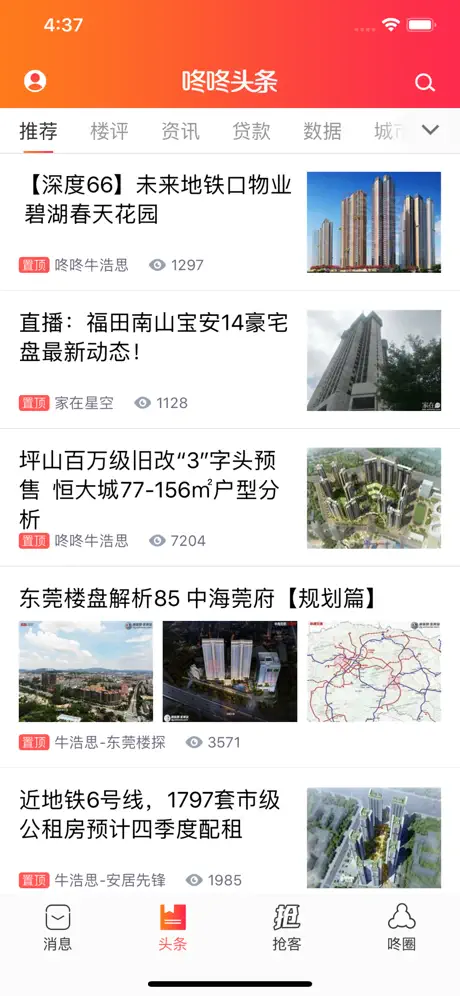 4:37
咚咚头条
推荐 楼评 资讯 贷款 数据
【深度66】未来地铁口物业
碧湖春天花园
置顶 咚咚牛浩思 1297
直播：福田南山宝安14豪宅
盘最新动态！
置顶 家在星空 1128
家在
坪山百万级旧改“3”字头预
售 恒大城77-156㎡户型分
析
置顶 咚咚牛浩思 7204
东莞楼盘解析85 中海莞府【规划篇】
置顶 牛浩思-东莞楼探 3571
近地铁6号线，1797套市级
公租房预计四季度配租
置顶 牛浩思-安居先锋 1985
消息 头条 抢客 咚圈